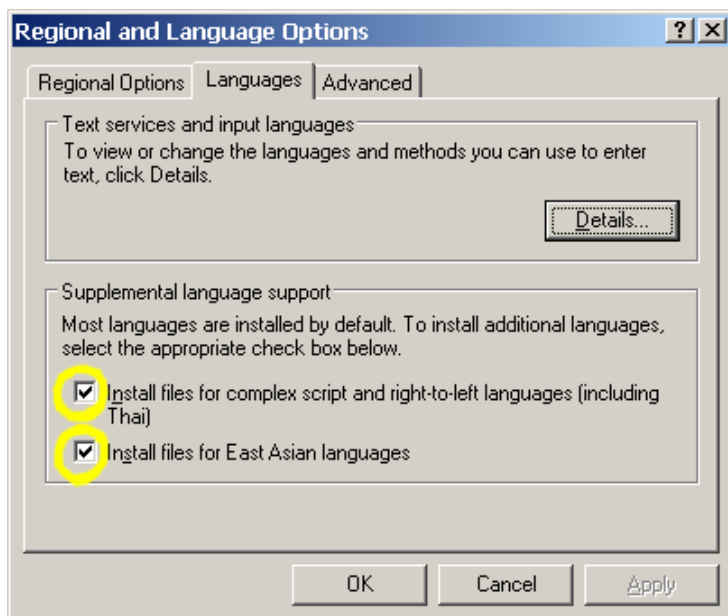 Regional and Language Options
Regional Options Languages Advanced
Text services and input languages
To view or change the languages and methods you can use to enter
text, click Details.
Details...
Supplemental language support
Most languages are installed by default. To install additional languages,
select the appropriate check box below.
Install files for complex script and right-to-left languages (including
Thai)
Install files for East Asian languages
OK Cancel Apply